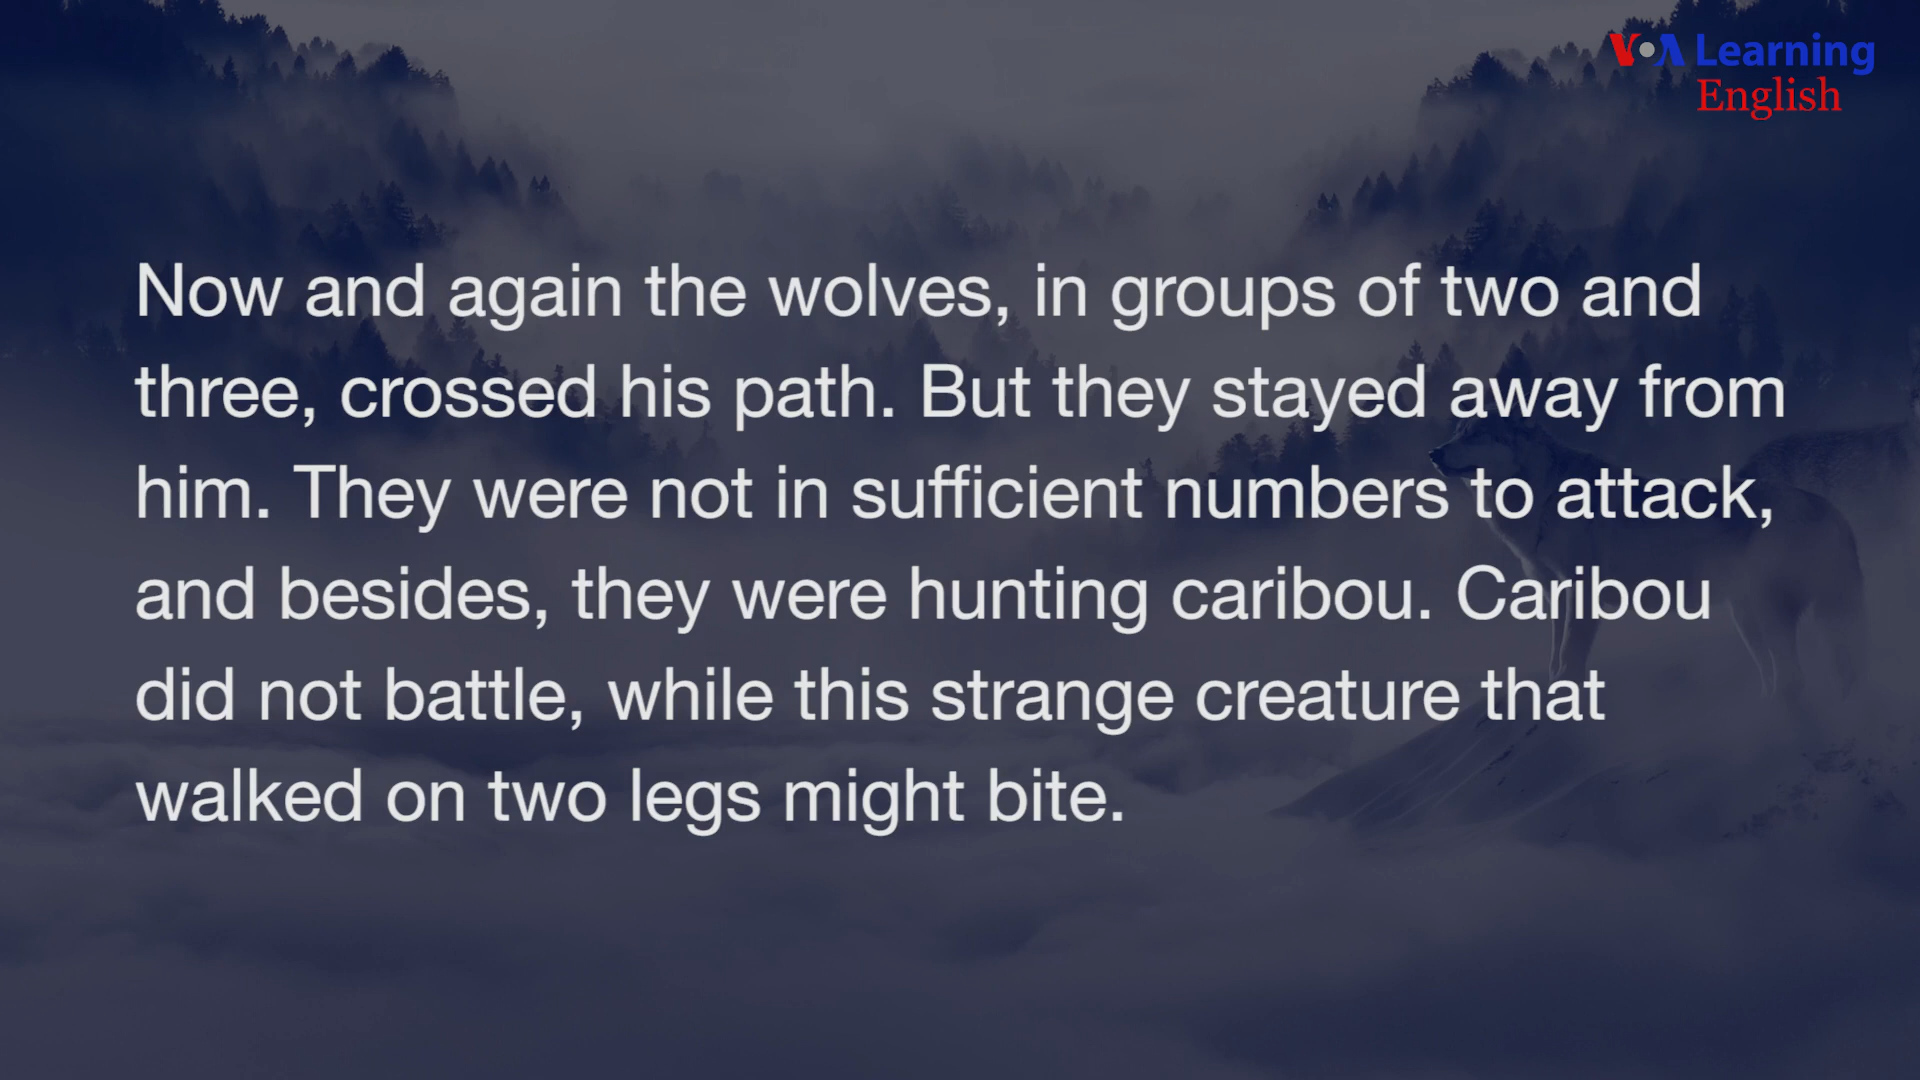 VOA Learning
English
Now and again the wolves, in groups of two and
three, crossed his path. But they stayed away from
him. They were not in sufficient numbers to attack,
and besides, they were hunting caribou. Caribou
did not battle, while this strange creature that
walked on two legs might bite.